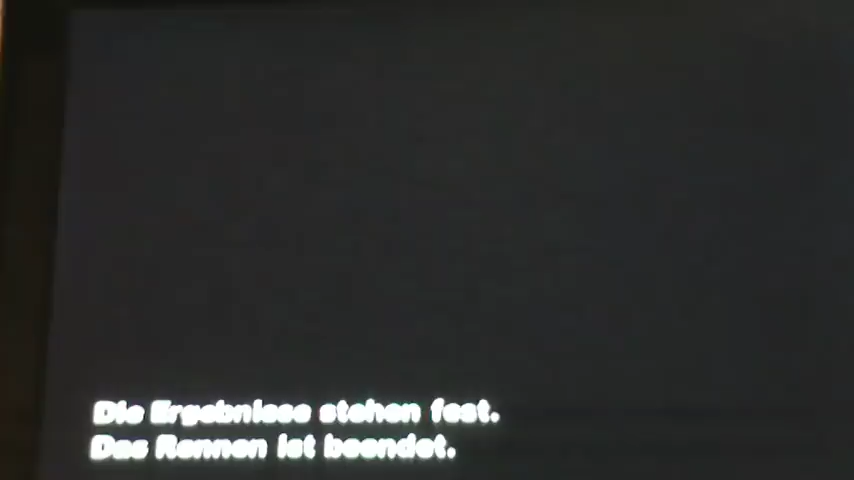 Die Ergebnisse stehen fest.
Das Rennen ist beendet.